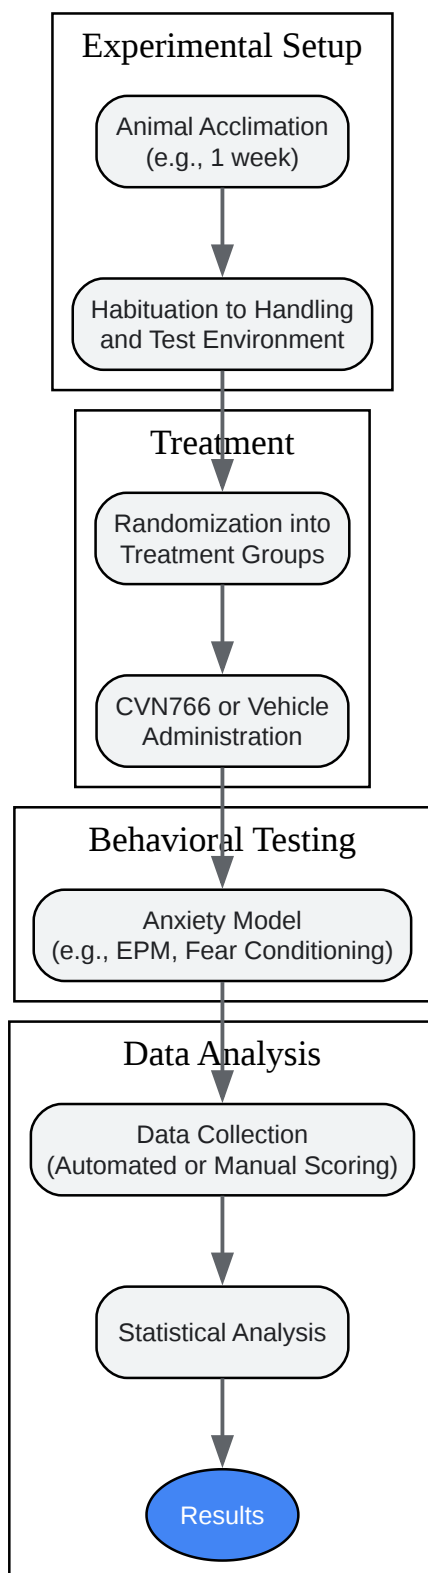 Experimental Setup
Animal Acclimation
(e.g., 1 week)
Habituation to Handling
and Test Environment
Treatment
Randomization into
Treatment Groups
CVN766 or Vehicle
Administration
Behavioral Testing
Anxiety Model
(e.g., EPM, Fear Conditioning)
Data Analysis
Data Collection
(Automated or Manual Scoring)
Statistical Analysis
Results